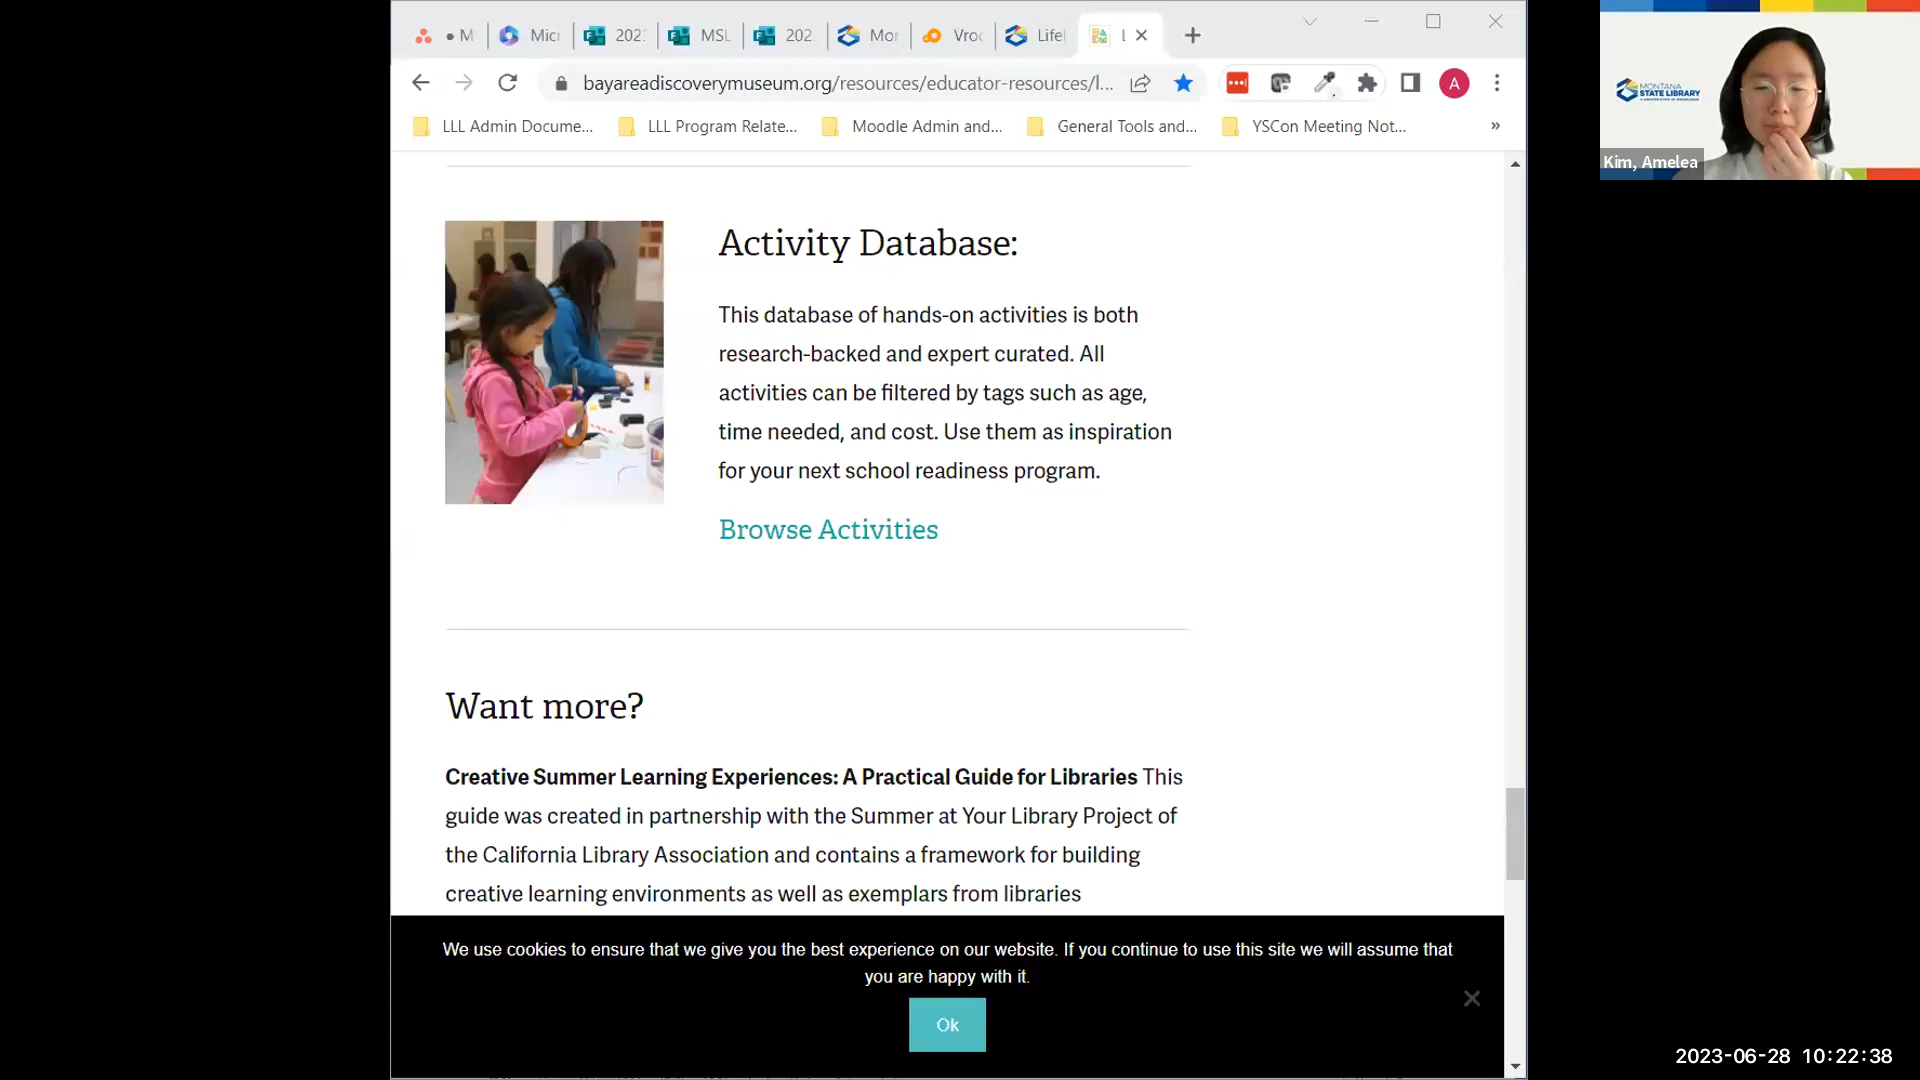 M
Micr
202
MSL
202
Mor
Vroo
Life
L
bayareadiscoverymuseum.org/resources/educator-resources/l...
A
LLL Admin Docume...
LLL Program Relate...
Moodle Admin and...
General Tools and...
YSCon Meeting Not...
»
Activity Database:
This database of hands-on activities is both
research-backed and expert curated. All
activities can be filtered by tags such as age,
time needed, and cost. Use them as inspiration
for your next school readiness program.
Browse Activities
Want more?
Creative Summer Learning Experiences: A Practical Guide for Libraries This
guide was created in partnership with the Summer at Your Library Project of
the California Library Association and contains a framework for building
creative learning environments as well as exemplars from libraries
We use cookies to ensure that we give you the best experience on our website. If you continue to use this site we will assume that
you are happy with it.
Ok
MONTANA
STATE LIBRARY
Kim, Amelea
2023-06-28 10:22:38